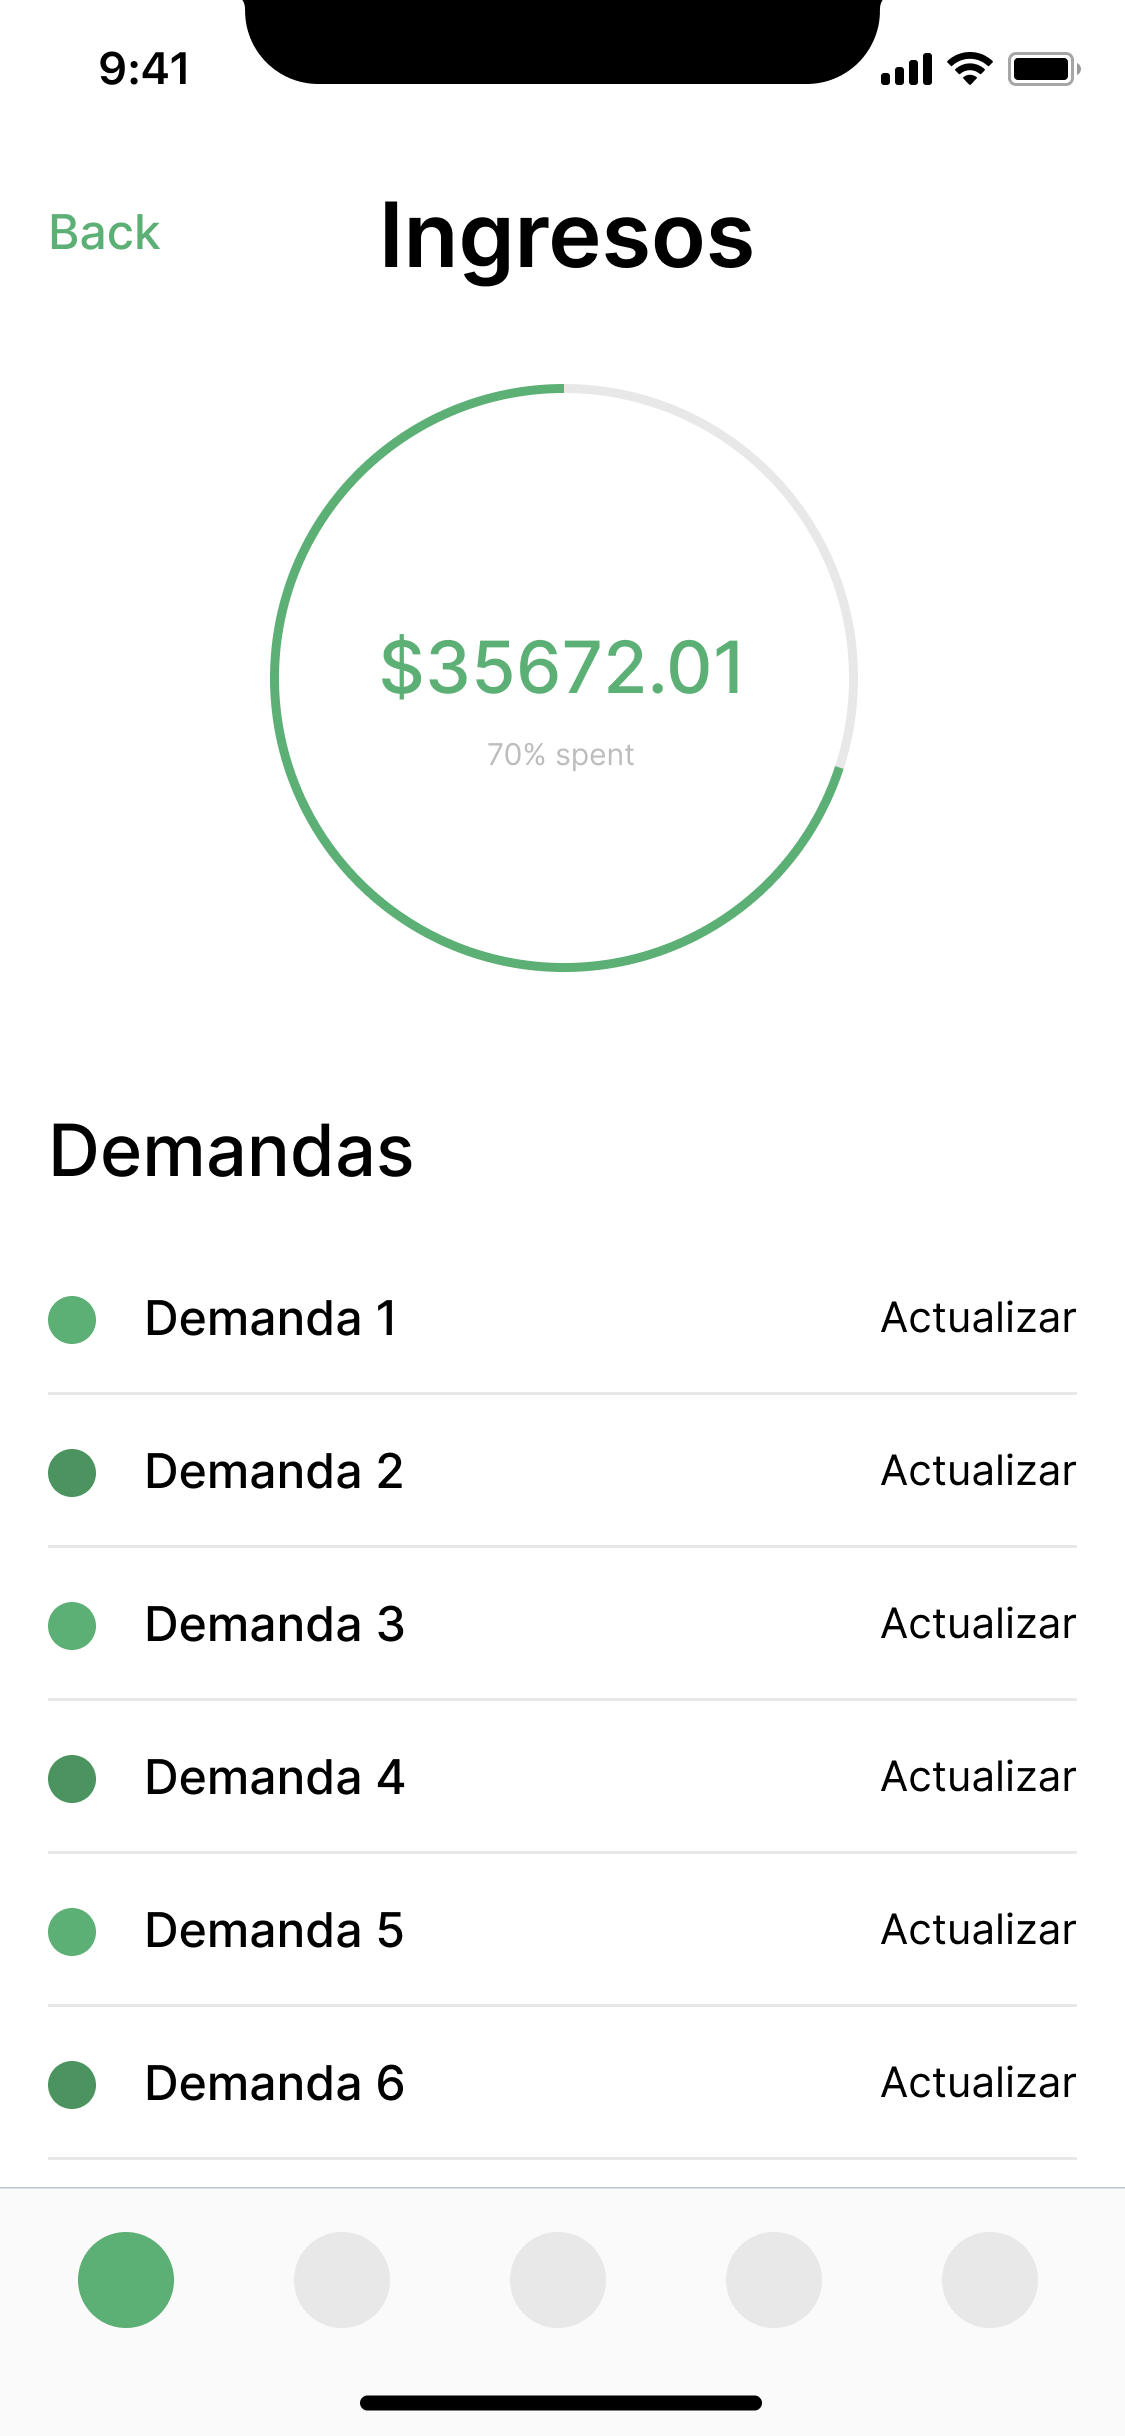 9:41
Back
Ingresos
$35672.01
70% spent
Demandas
Demanda 1 Actualizar
Demanda 2 Actualizar
Demanda 3 Actualizar
Demanda 4 Actualizar
Demanda 5 Actualizar
Demanda 6 Actualizar